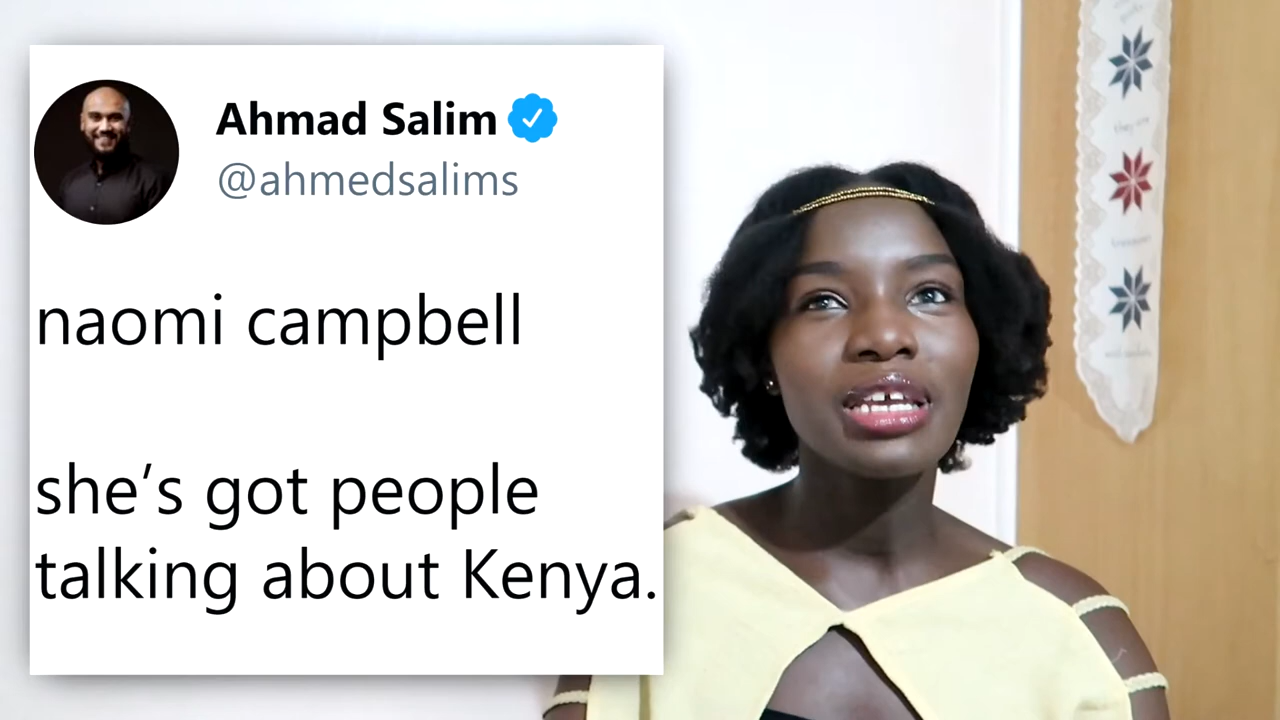 Ahmad Salim
@ahmedsalims
naomi campbell
she’s got people
talking about Kenya.